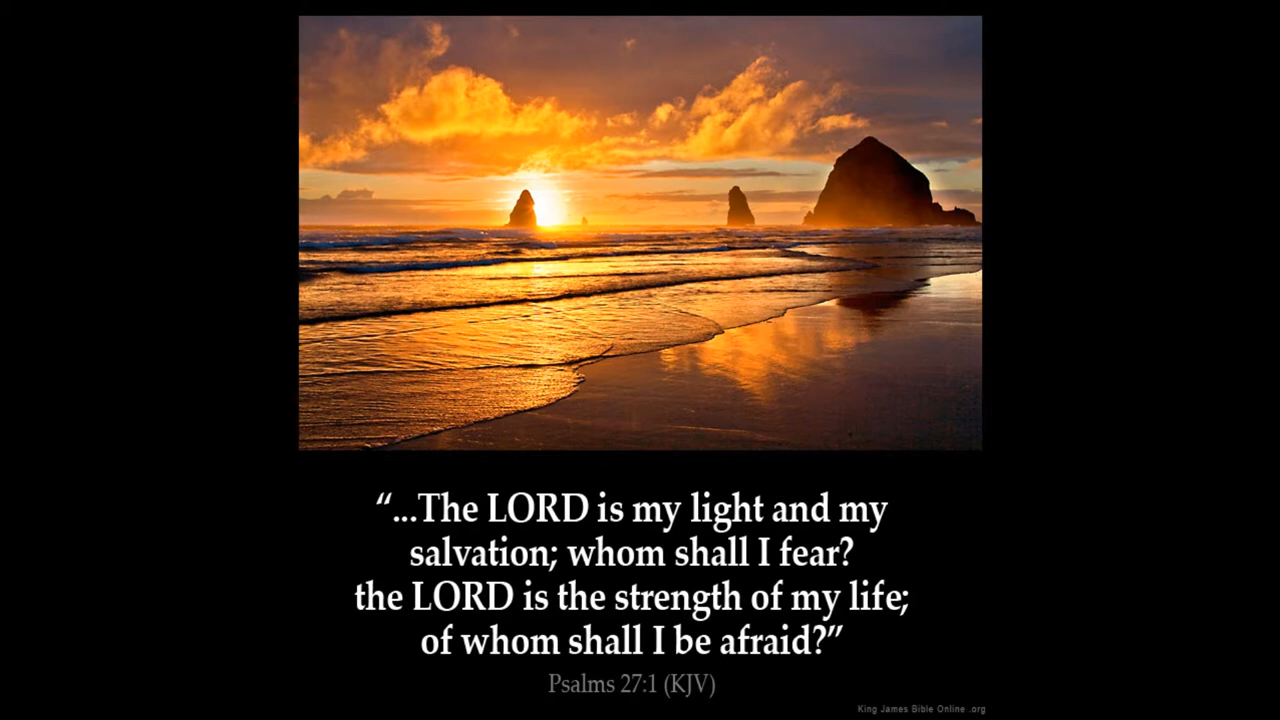 “...The LORD is my light and my
salvation; whom shall I fear?
the LORD is the strength of my life;
of whom shall I be afraid?”
Psalms 27:1 (KJV)
King James Bible Online .org